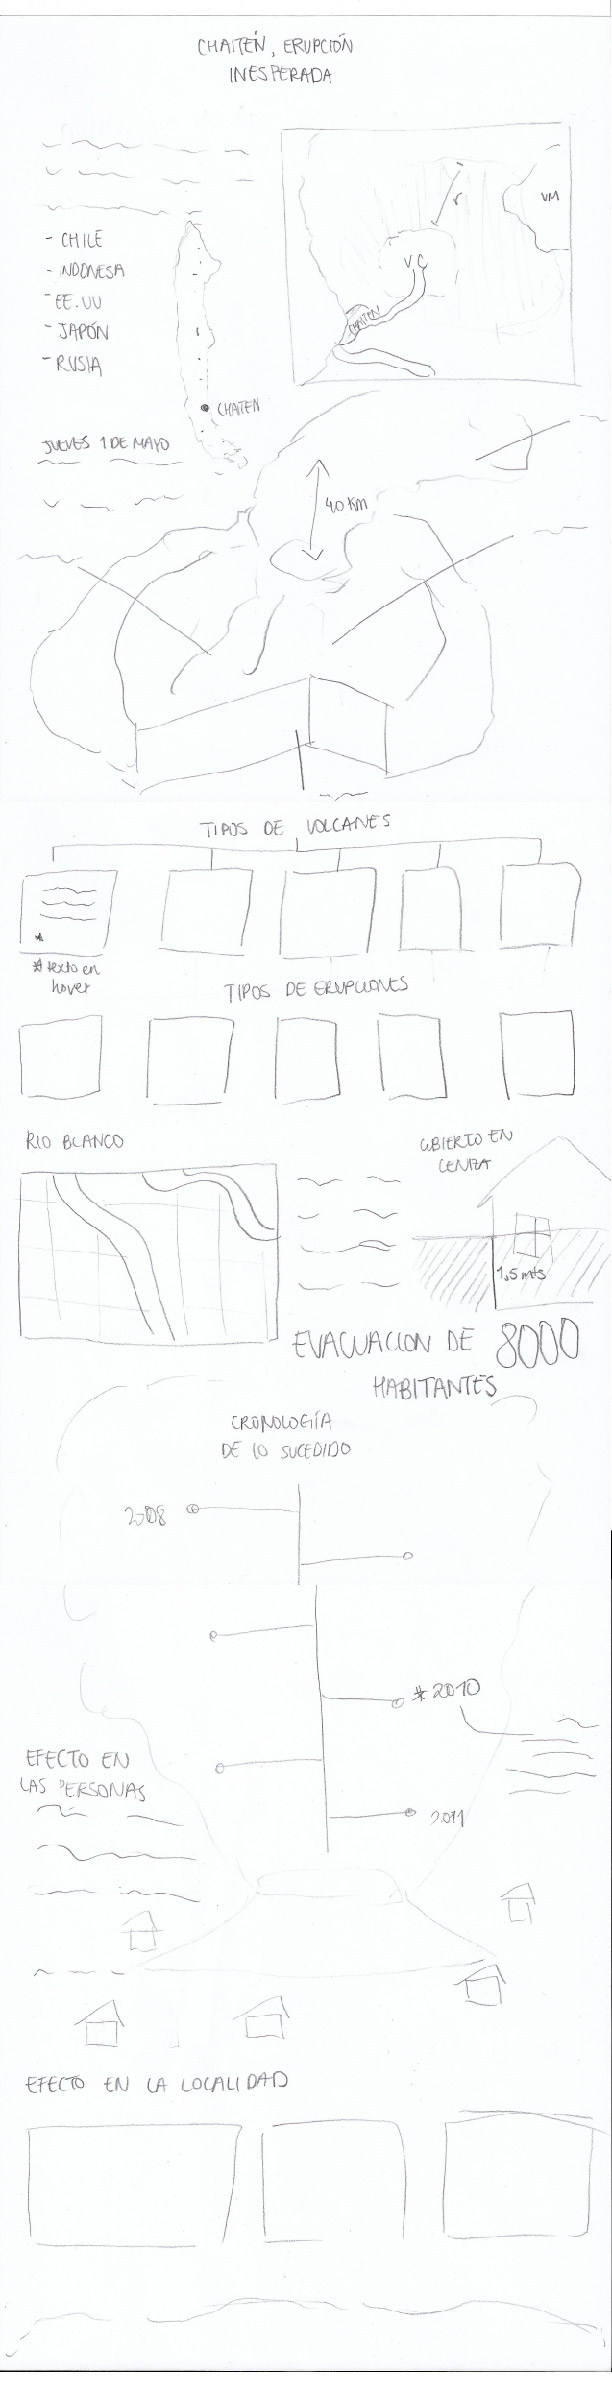 CHAITÉN, ERUPCIÓN
INESPERADA
- CHILE
- INDONESA
- EE.UU
- JAPÓN
- RUSIA
CHAITEN
VM
r
VC
CHAITEN
JUEVES 1 DE MAYO
40 KM
TIPOS DE VOLCANES
* texto en
hover
TIPOS DE ERUPCIONES
RIO BLANCO
CUBIERTO EN
CENIZA
1,5 mts
EVACUACION DE 8000
HABITANTES
CRONOLOGÍA
DE LO SUCEDIDO
2008
* 2010
2011
EFECTO EN
LAS PERSONAS
EFECTO EN LA LOCALIDAD